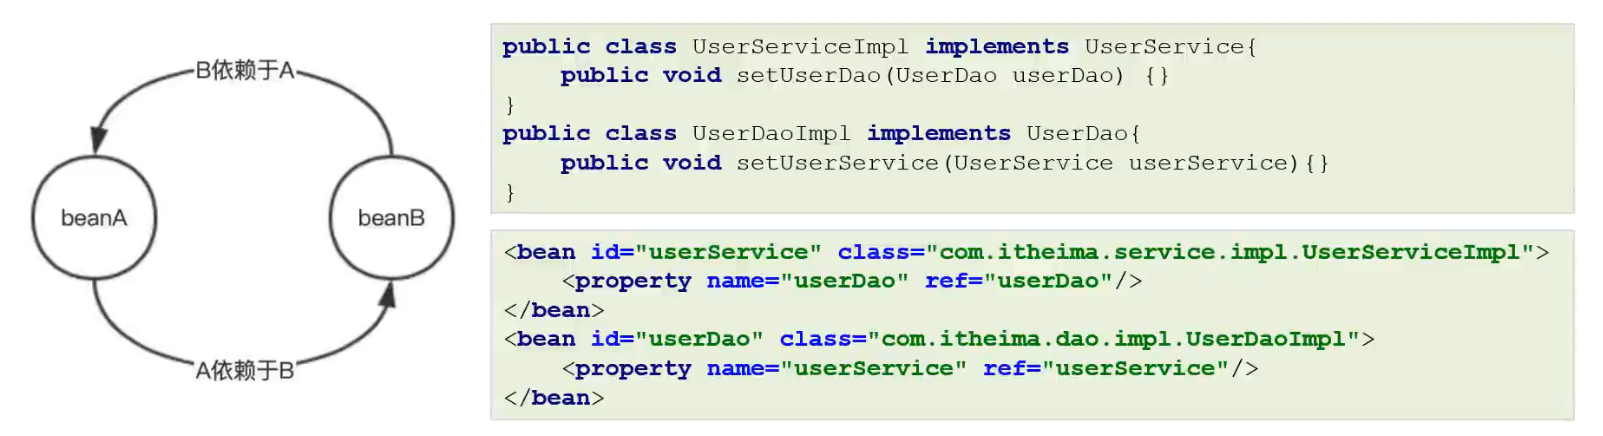 B依赖于A
beanA
beanB
A依赖于B
public class UserServiceImpl implements UserService{
    public void setUserDao(UserDao userDao) {}
}
public class UserDaoImpl implements UserDao{
    public void setUserService(UserService userService){}
}
<bean id="userService" class="com.itheima.service.impl.UserServiceImpl">
    <property name="userDao" ref="userDao"/>
</bean>
<bean id="userDao" class="com.itheima.dao.impl.UserDaoImpl">
    <property name="userService" ref="userService"/>
</bean>